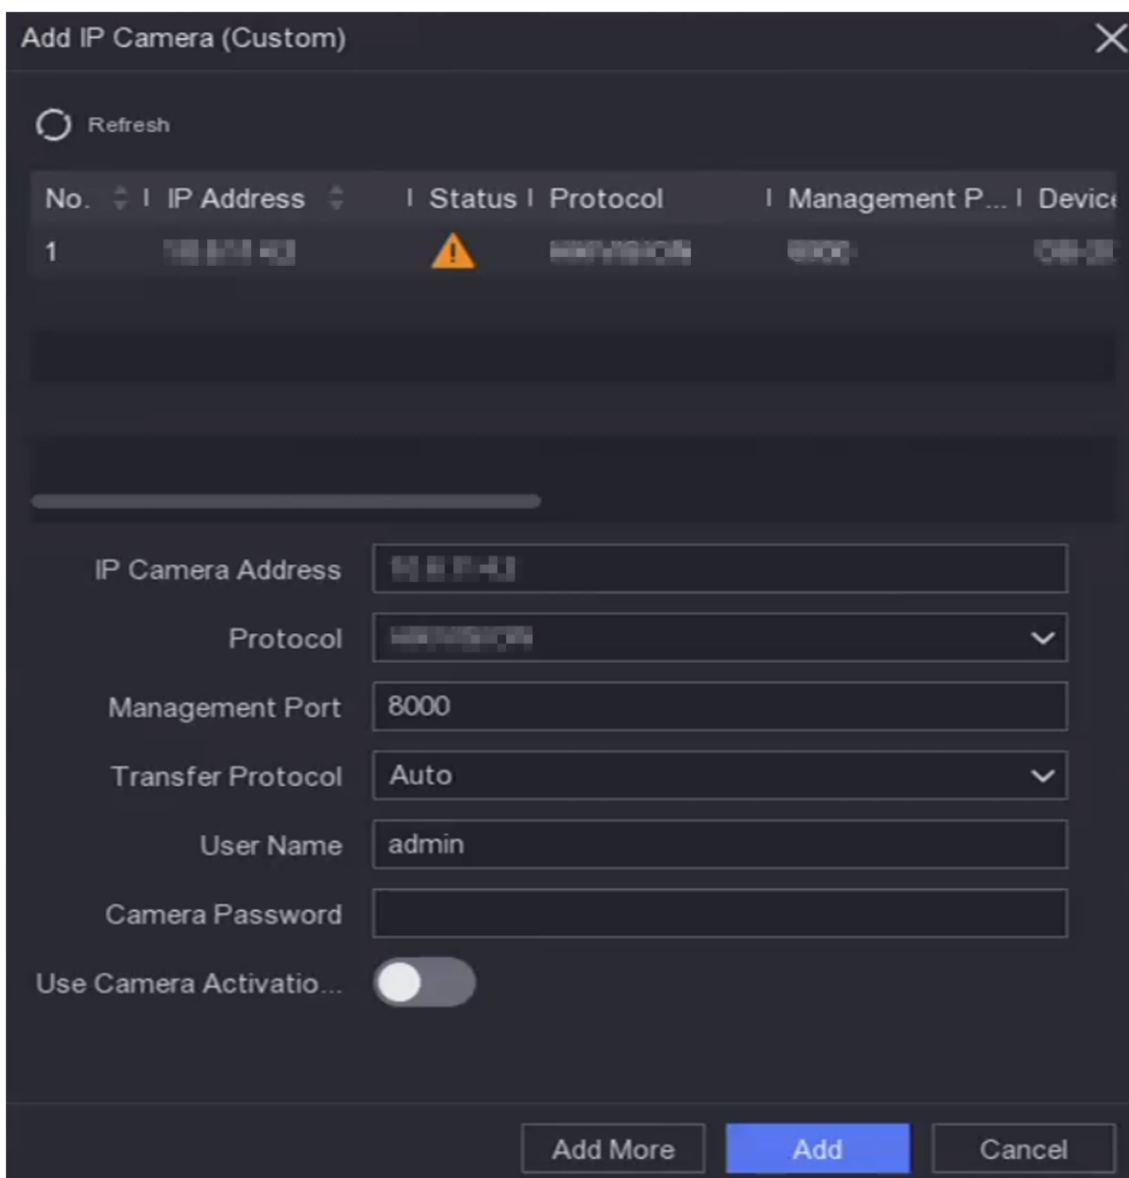 Add IP Camera (Custom)
Refresh
No. IP Address Status Protocol Management P... Device
1
IP Camera Address
Protocol
Management Port 8000
Transfer Protocol Auto
User Name admin
Camera Password
Use Camera Activatio...
Add More Add Cancel